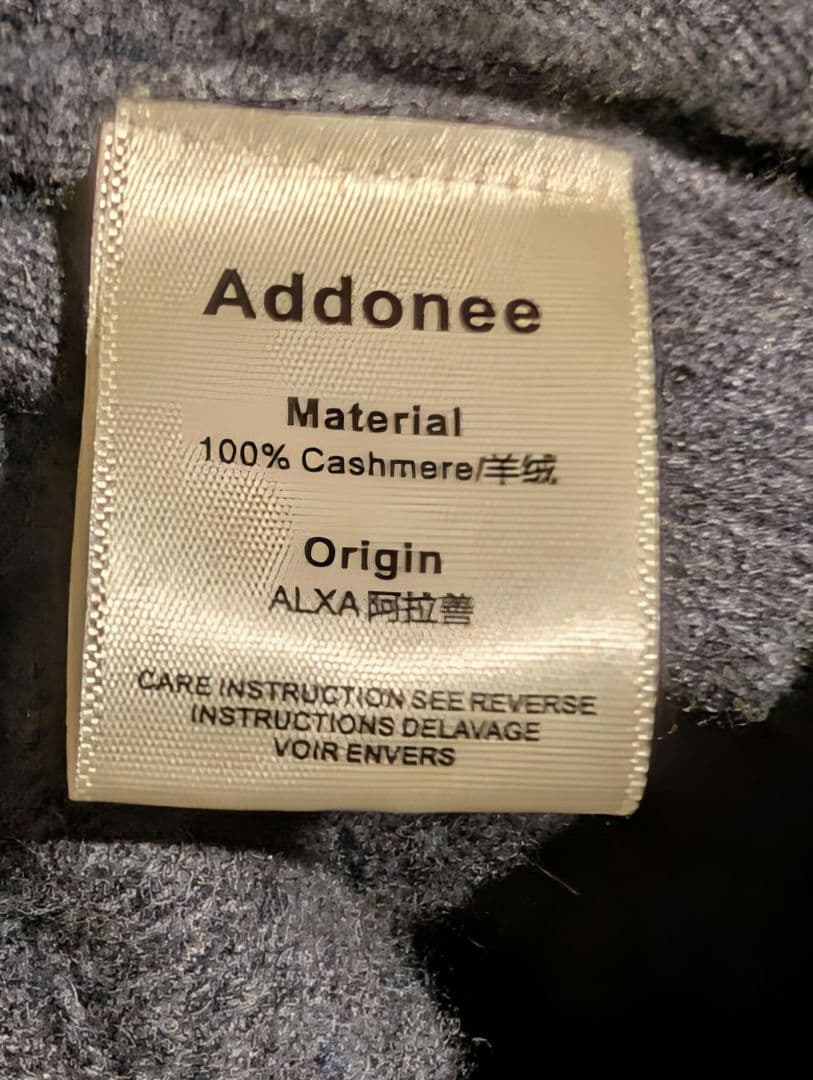 Addonee
Material
100% Cashmere/羊绒
Origin
ALXA 阿拉善
CARE INSTRUCTION SEE REVERSE
INSTRUCTIONS DELAVAGE
VOIR ENVERS